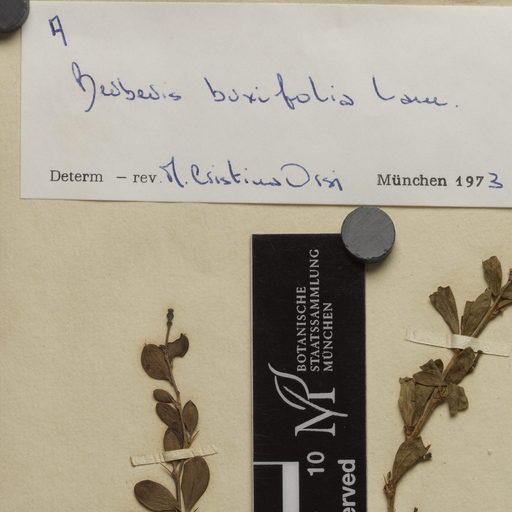 A
Berberis buxifolia Lam.
Determ – rev. M. Cristina Orsi München 1973
BOTANISCHE
STAATSSAMMLUNG
MÜNCHEN
M
10
erved